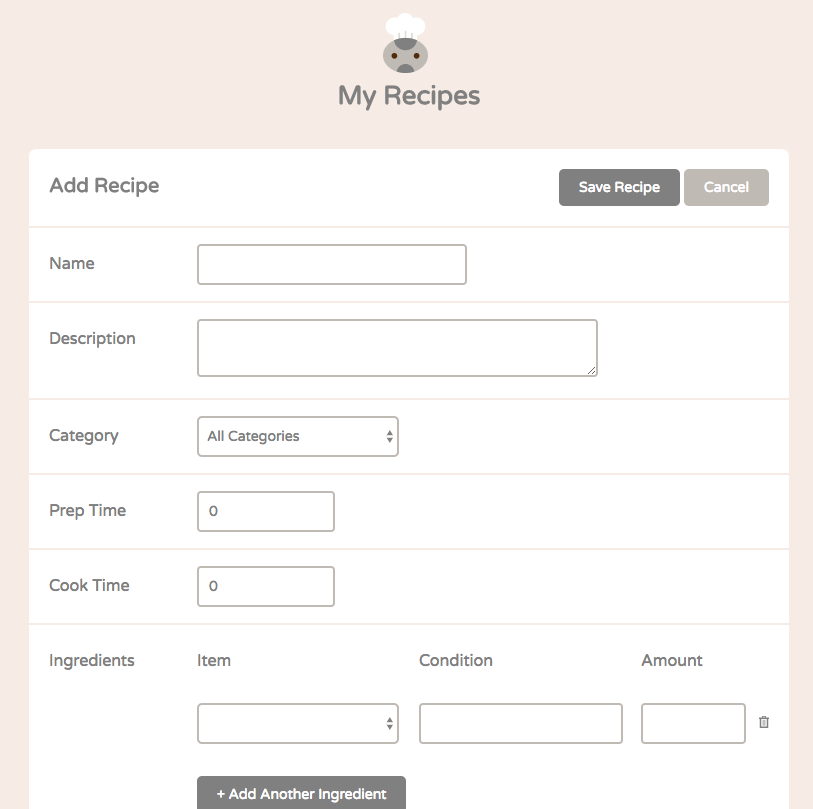 My Recipes
Add Recipe Save Recipe Cancel
Name
Description
Category All Categories
Prep Time 0
Cook Time 0
Ingredients Item Condition Amount
+ Add Another Ingredient